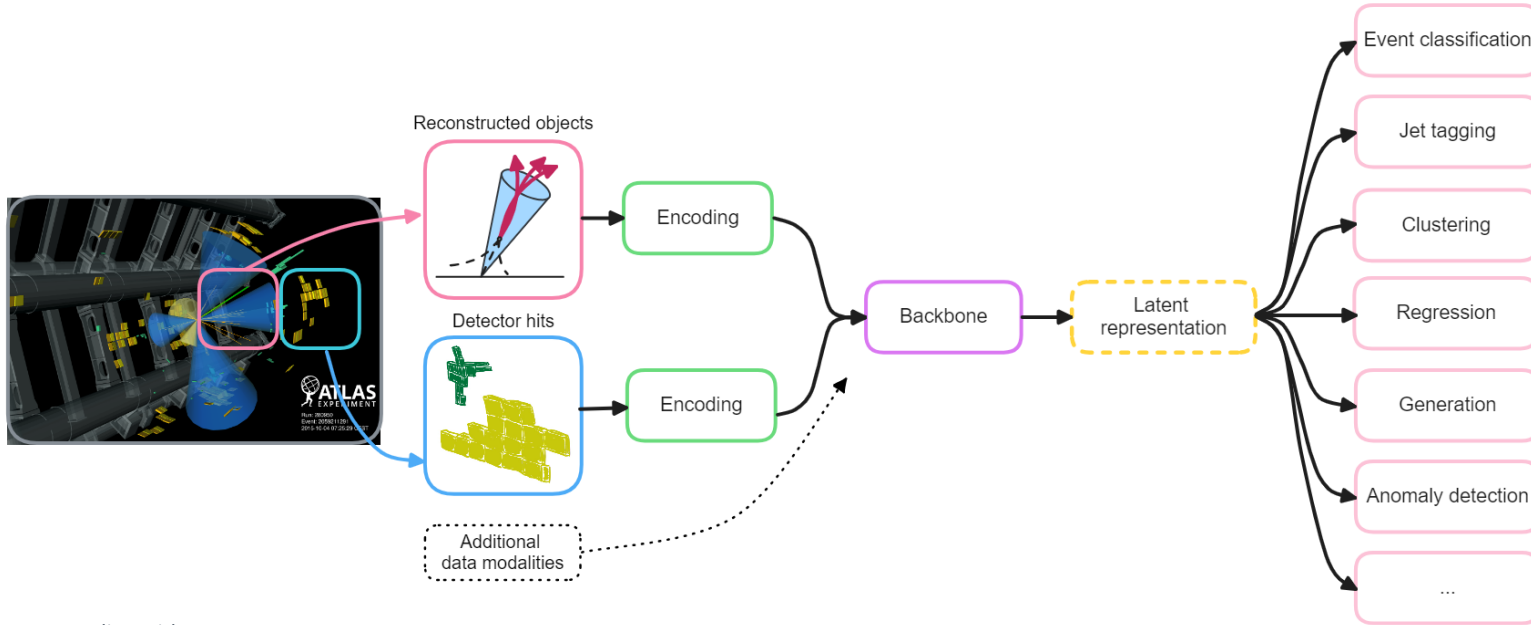 Reconstructed objects
Encoding
Detector hits
Encoding
Additional
data modalities
Backbone
Latent
representation
Event classification
Jet tagging
Clustering
Regression
Generation
Anomaly detection
...
ATLAS
EXPERIMENT